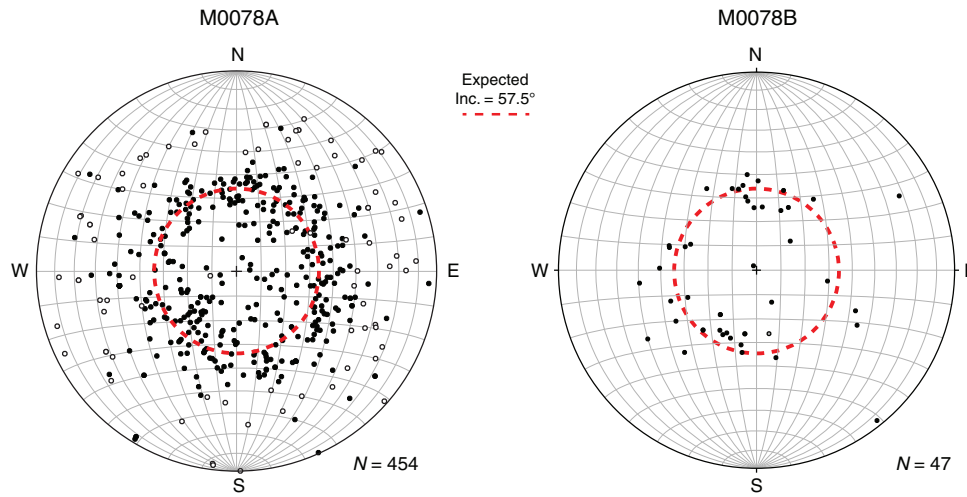 M0078A
N
W
E
S
N = 454
Expected
Inc. = 57.5°
M0078B
N
W
S
N = 47